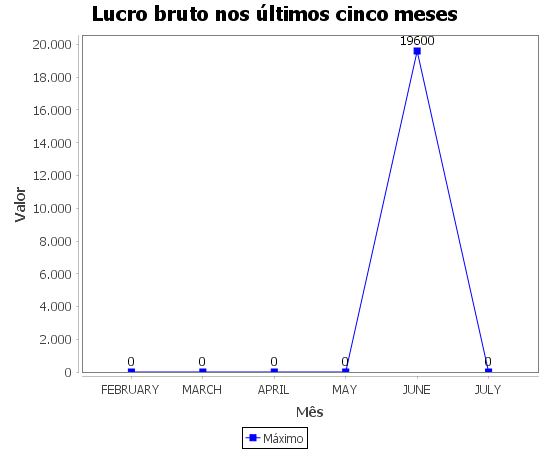 Lucro bruto nos últimos cinco meses
19600
20.000
18.000
16.000
14.000
12.000
10.000
8.000
6.000
4.000
2.000
0
Valor
0 0 0 0 0
FEBRUARY MARCH APRIL MAY JUNE JULY
Mês
Máximo